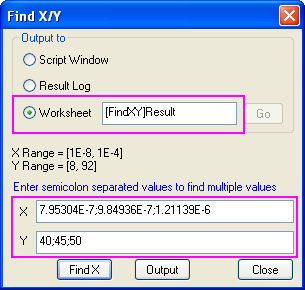 Find X/Y
Output to
Script Window
Result Log
Worksheet [FindXY]Result Go
X Range = [1E-8, 1E-4]
Y Range = [8, 92]
Enter semicolon separated values to find multiple values
X 7.95304E-7;9.84936E-7;1.21139E-6
Y 40;45;50
Find X Output Close